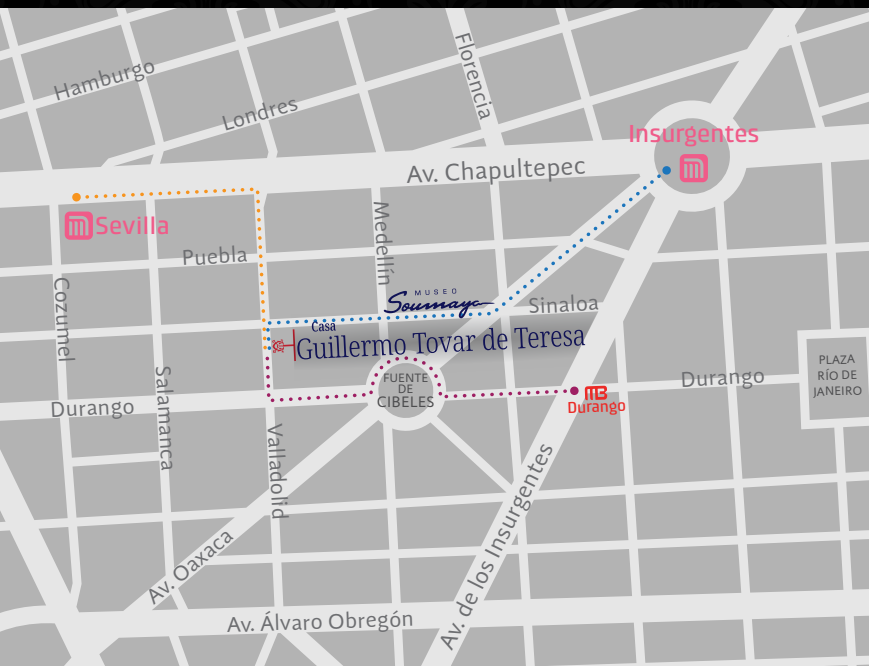 Hamburgo
Florencia
Londres
Insurgentes
Av. Chapultepec
Sevilla
Medellín
Puebla
Cozumel
MUSEO
Soumaya
Sinaloa
Casa
Guillermo Tovar de Teresa
PLAZA
RÍO DE
JANEIRO
FUENTE
DE
CIBELES
Durango
MB
Durango
Durango
Salamanca
Valladolid
Av. de los Insurgentes
Av. Oaxaca
Av. Álvaro Obregón